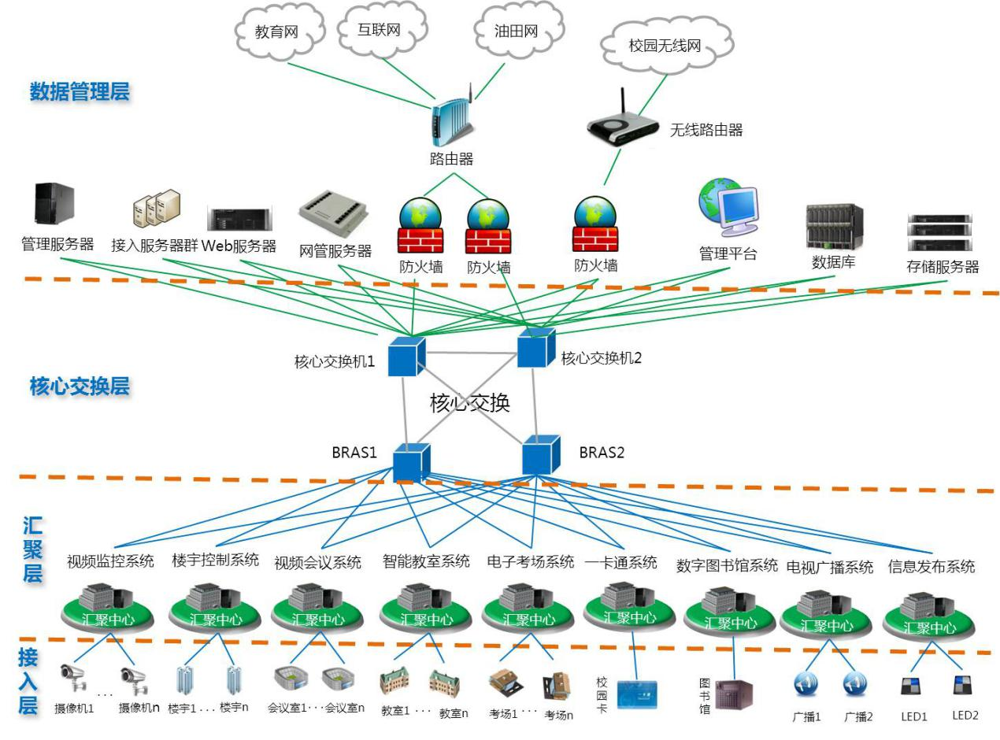 教育网
互联网
油田网
校园无线网
数据管理层
无线路由器
路由器
管理服务器
接入服务器群
Web服务器
网管服务器
防火墙
防火墙
防火墙
管理平台
数据库
存储服务器
核心交换机1
核心交换机2
核心交换层
核心交换
BRAS1
BRAS2
汇聚层
视频监控系统
楼宇控制系统
视频会议系统
智能教室系统
电子考场系统
一卡通系统
数字图书馆系统
电视广播系统
信息发布系统
汇聚中心
汇聚中心
汇聚中心
汇聚中心
汇聚中心
汇聚中心
汇聚中心
汇聚中心
汇聚中心
接入层
摄像机1
...
摄像机n
楼宇1
...
楼宇n
会议室1
...
会议室n
教室1
...
教室n
考场1
...
考场n
校园卡
图书馆
广播1
广播2
LED1
LED2